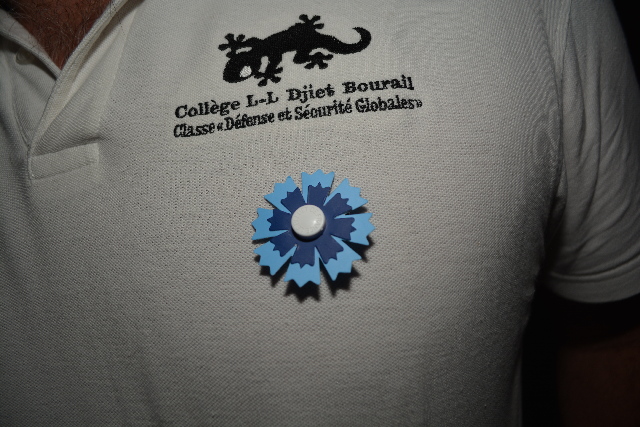 Collège L-L Djiet Bourail
Classe «Défense et Sécurité Globales»